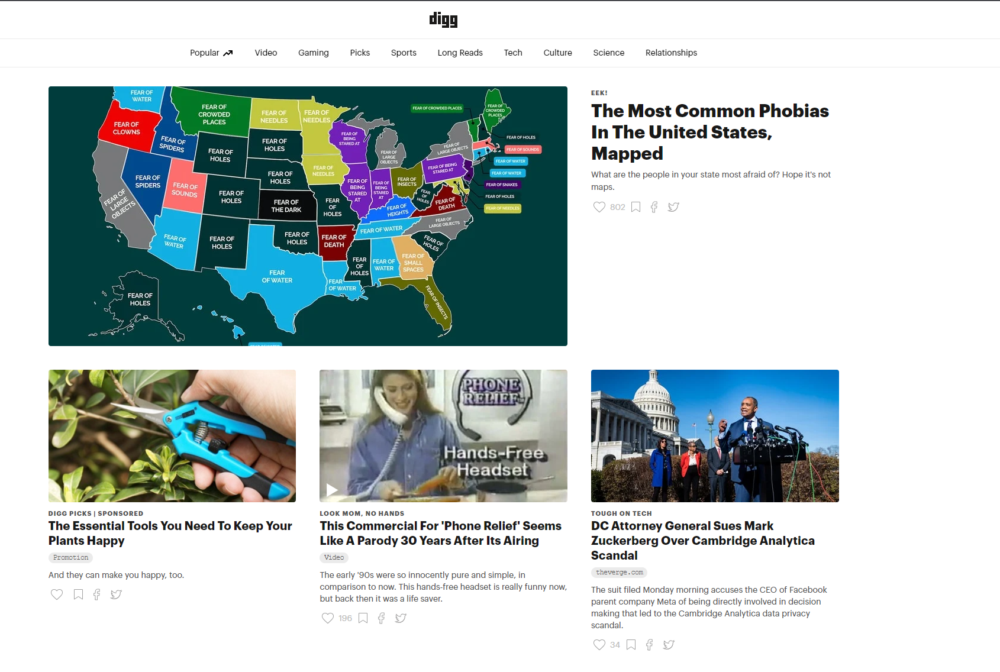 digg
Popular
Video
Gaming
Picks
Sports
Long Reads
Tech
Culture
Science
Relationships
FEAR OF
WATER
FEAR OF
CLOWNS
FEAR OF
SPIDERS
FEAR OF
CROWDED
PLACES
FEAR OF
NEEDLES
FEAR OF
NEEDLES
FEAR OF
BEING
STARED AT
FEAR OF
LARGE
OBJECTS
FEAR OF CROWDED PLACES
FEAR OF
CROWDED
PLACES
FEAR OF
LARGE OBJECTS
FEAR OF HOLES
FEAR OF SOUNDS
FEAR OF WATER
FEAR OF WATER
FEAR OF SNAKES
FEAR OF HOLES
FEAR OF NEEDLES
FEAR OF
HOLES
FEAR OF
HOLES
FEAR OF
LARGE
OBJECTS
FEAR OF
SPIDERS
FEAR OF
SOUNDS
FEAR OF
HOLES
FEAR OF
HOLES
FEAR OF
THE DARK
FEAR OF
NEEDLES
FEAR
OF
HOLES
FEAR OF
BEING
STARED
AT
FEAR OF
BEING
STARED
AT
FEAR OF
INSECTS
FEAR OF BEING
STARED AT
FEAR
OF
HOLES
FEAR OF
DEATH
FEAR OF
HEIGHTS
FEAR OF
LARGE OBJECTS
FEAR OF WATER
FEAR OF
HOLES
FEAR OF
WATER
FEAR OF
HOLES
FEAR OF
HOLES
FEAR OF
DEATH
FEAR
OF
HOLES
FEAR OF
WATER
FEAR OF
SMALL
SPACES
FEAR
OF WATER
FEAR
OF WATER
FEAR OF INSECTS
FEAR OF
HOLES
FEAR OF WATER
EEK!
The Most Common Phobias
In The United States,
Mapped
What are the people in your state most afraid of? Hope it's not
maps.
802
DIGG PICKS | SPONSORED
The Essential Tools You Need To Keep Your
Plants Happy
Promotion
And they can make you happy, too.
PHONE
RELIEF
Hands-Free
Headset
LOOK MOM, NO HANDS
This Commercial For 'Phone Relief' Seems
Like A Parody 30 Years After Its Airing
Video
The early '90s were so innocently pure and simple, in
comparison to now. This hands-free headset is really funny now,
but back then it was a life saver.
196
TOUGH ON TECH
DC Attorney General Sues Mark
Zuckerberg Over Cambridge Analytica
Scandal
theverge.com
The suit filed Monday morning accuses the CEO of Facebook
parent company Meta of being directly involved in decision
making that led to the Cambridge Analytica data privacy
scandal.
34